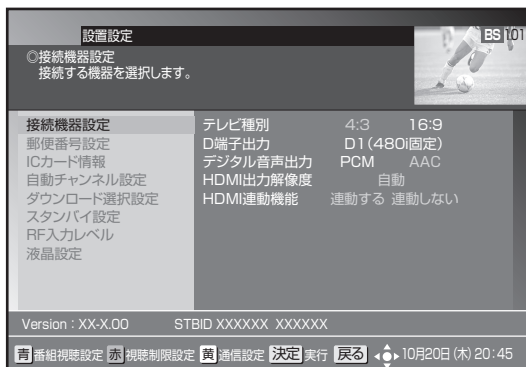 設置設定
BS 101
◎接続機器設定
接続する機器を選択します。
接続機器設定
郵便番号設定
ICカード情報
自動チャンネル設定
ダウンロード選択設定
スタンバイ設定
RF入力レベル
液晶設定
テレビ種別 4:3 16:9
D端子出力 D1(480i固定)
デジタル音声出力 PCM AAC
HDMI出力解像度 自動
HDMI連動機能 連動する 連動しない
Version : XX-X.00 STBID XXXXXX XXXXXX
青 番組視聴設定 赤 視聴制限設定 黄 通信設定 決定 実行 戻る 10月20日(木)20:45